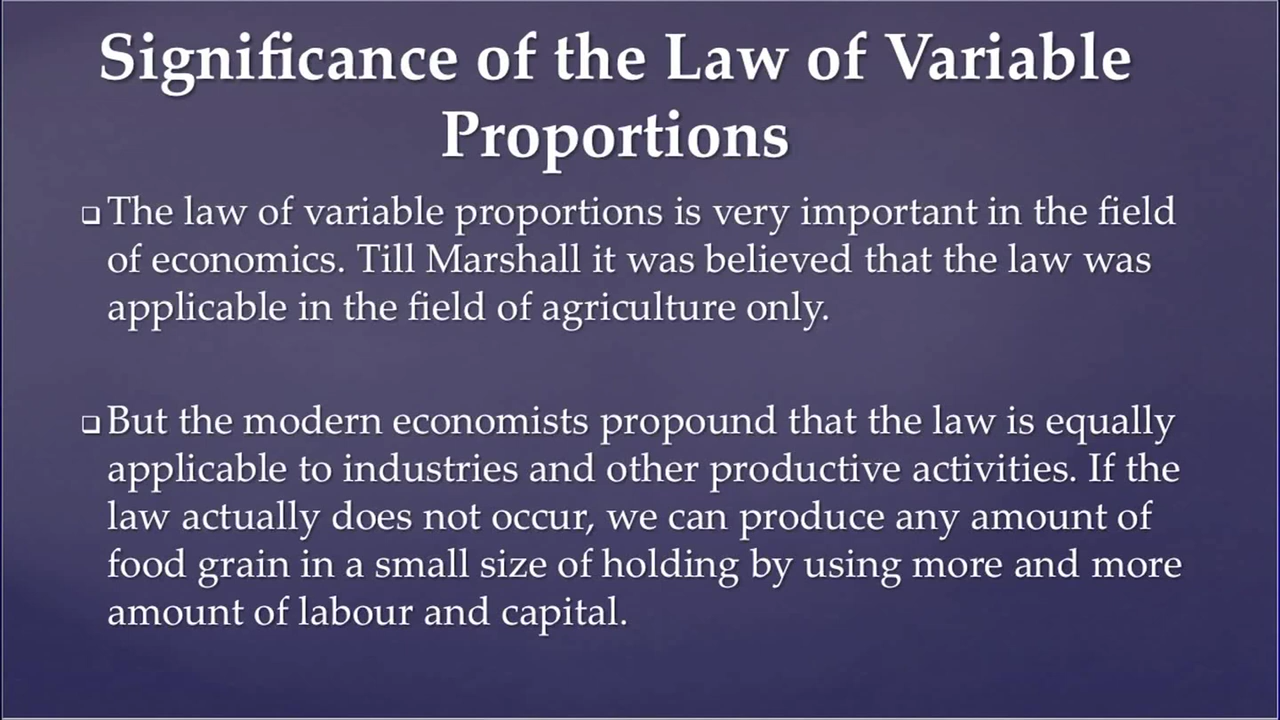 Significance of the Law of Variable
Proportions
❑ The law of variable proportions is very important in the field
of economics. Till Marshall it was believed that the law was
applicable in the field of agriculture only.
❑ But the modern economists propound that the law is equally
applicable to industries and other productive activities. If the
law actually does not occur, we can produce any amount of
food grain in a small size of holding by using more and more
amount of labour and capital.